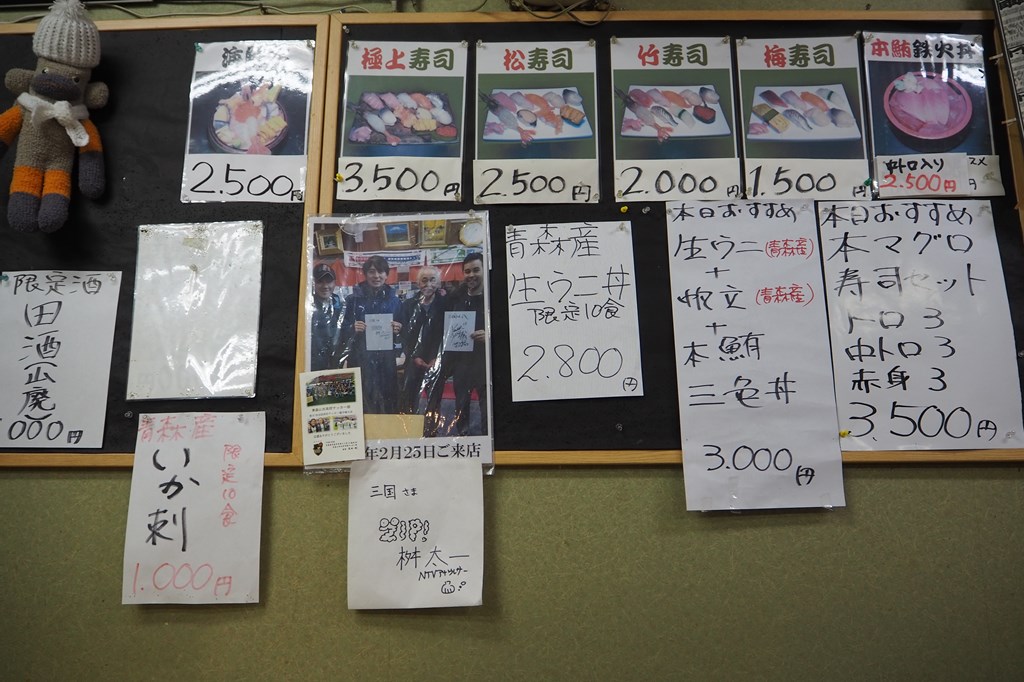 2.500円
極上寿司
3.500円
松寿司
2.500円
竹寿司
2.000円
梅寿司
1.500円
本鮪鉄火丼
中トロ入り
2.500円
限定酒
田酒山廃
000円
青森産
いか刺
限定10食
1.000円
年2月25日ご来店
三国さま
ZIP!
桝太一
NTVアナウンサー
青森産
生ウニ丼
限定10食
2.800円
本日おすすめ
生ウニ(青森産)
+
帆立(青森産)
+
本鮪
三色丼
3.000円
本日おすすめ
本マグロ
寿司セット
トロ3
中トロ3
赤身3
3.500円